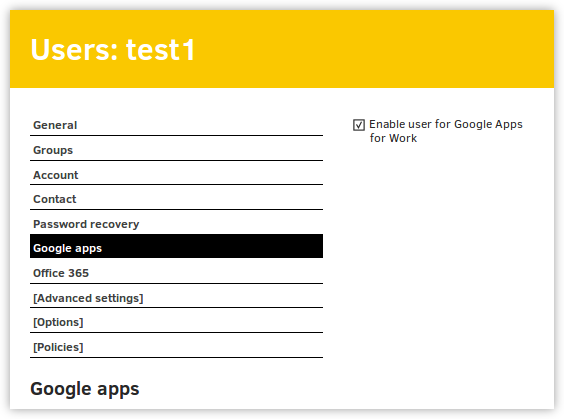 Users: test1
General
Groups
Account
Contact
Password recovery
Google apps
Office 365
[Advanced settings]
[Options]
[Policies]
Enable user for Google Apps
for Work
Google apps